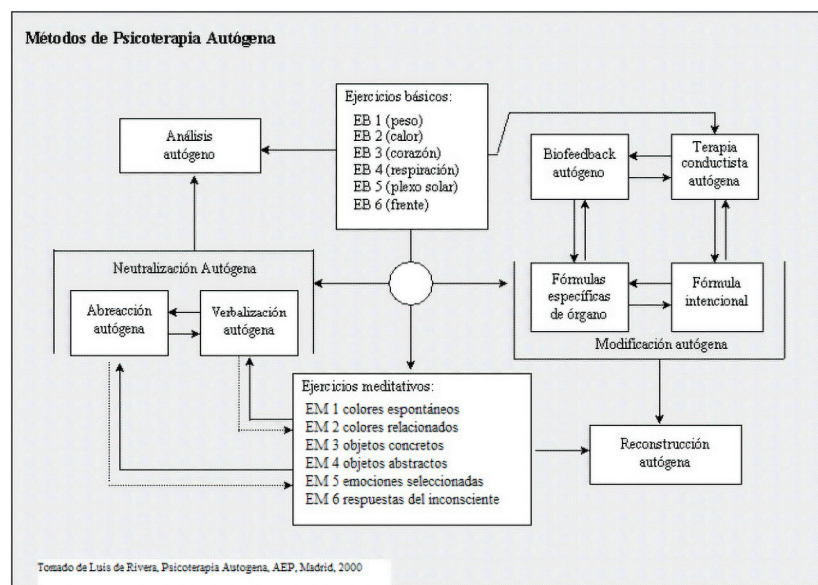 Métodos de Psicoterapia Autógena
Ejercicios básicos:
EB 1 (peso)
EB 2 (calor)
EB 3 (corazón)
EB 4 (respiración)
EB 5 (plexo solar)
EB 6 (frente)
Análisis
autógeno
Biofeedback
autógeno
Terapia
conductista
autógena
Neutralización Autógena
Abreacción
autógena
Verbalización
autógena
Fórmulas
específicas
de órgano
Fórmula
intencional
Modificación autógena
Ejercicios meditativos:
EM 1 colores espontáneos
EM 2 colores relacionados
EM 3 objetos concretos
EM 4 objetos abstractos
EM 5 emociones seleccionadas
EM 6 respuestas del inconsciente
Reconstrucción
autógena
Tomado de Luis de Rivera, Psicoterapia Autogena, AEP, Madrid, 2000